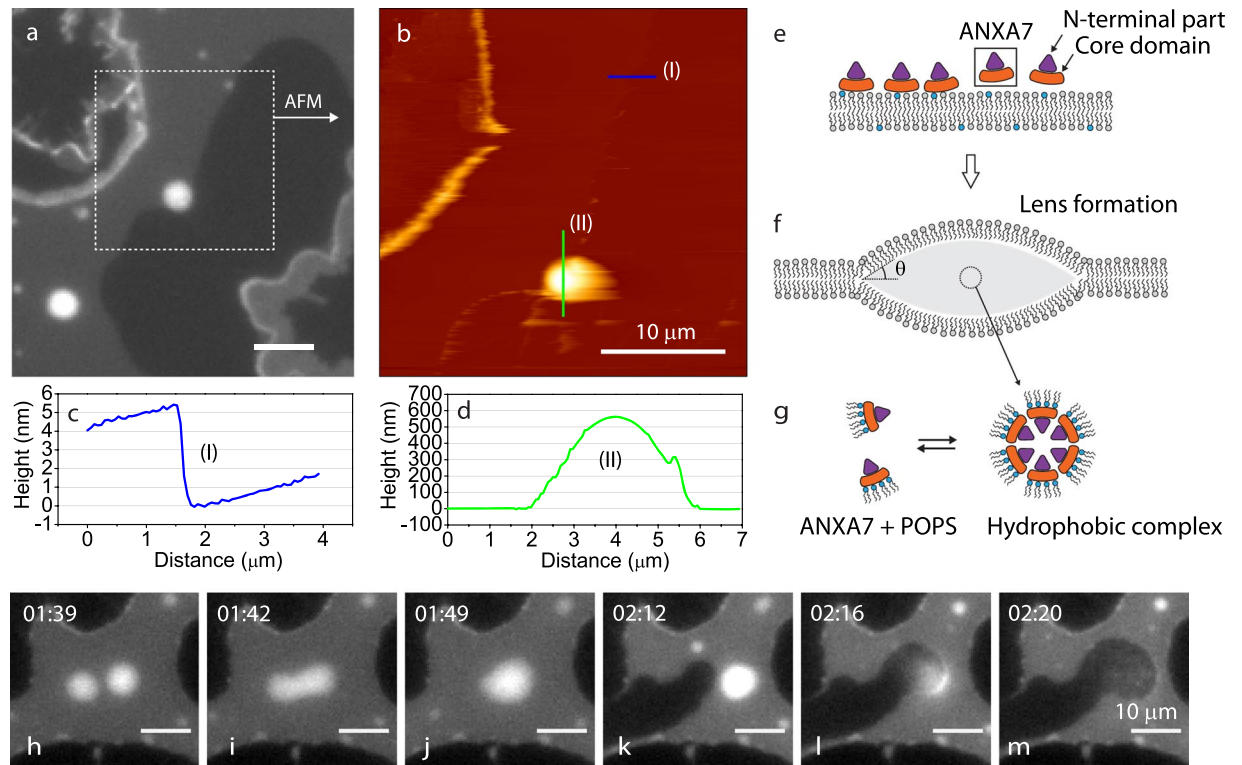 a
AFM
b
(I)
(II)
10 μm
e
ANXA7
N-terminal part
Core domain
f
Lens formation
θ
g
ANXA7 + POPS
Hydrophobic complex
c
Height (nm)
6
5
4
3
2
1
0
-1
(I)
0 1 2 3 4
Distance (μm)
d
Height (nm)
700
600
500
400
300
200
100
0
-100
(II)
0 1 2 3 4 5 6 7
Distance (μm)
01:39
h
01:42
i
01:49
j
02:12
k
02:16
l
02:20
10 μm
m